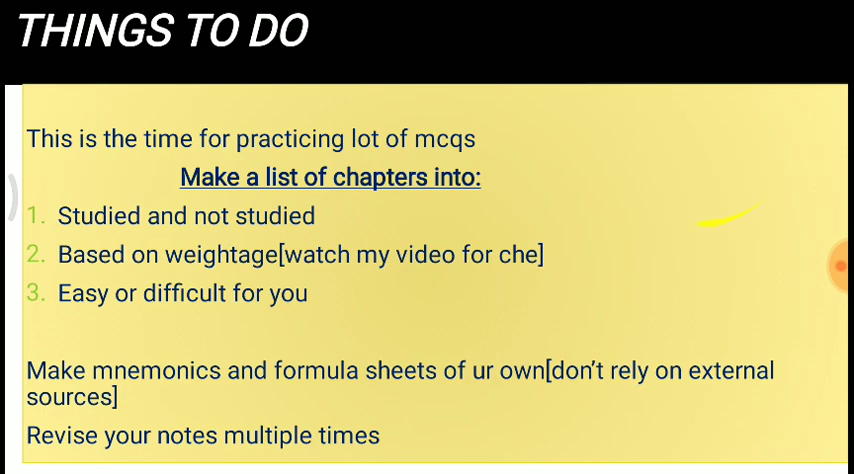 THINGS TO DO
This is the time for practicing lot of mcqs
Make a list of chapters into:
1. Studied and not studied
2. Based on weightage[watch my video for che]
3. Easy or difficult for you
Make mnemonics and formula sheets of ur own[don’t rely on external
sources]
Revise your notes multiple times